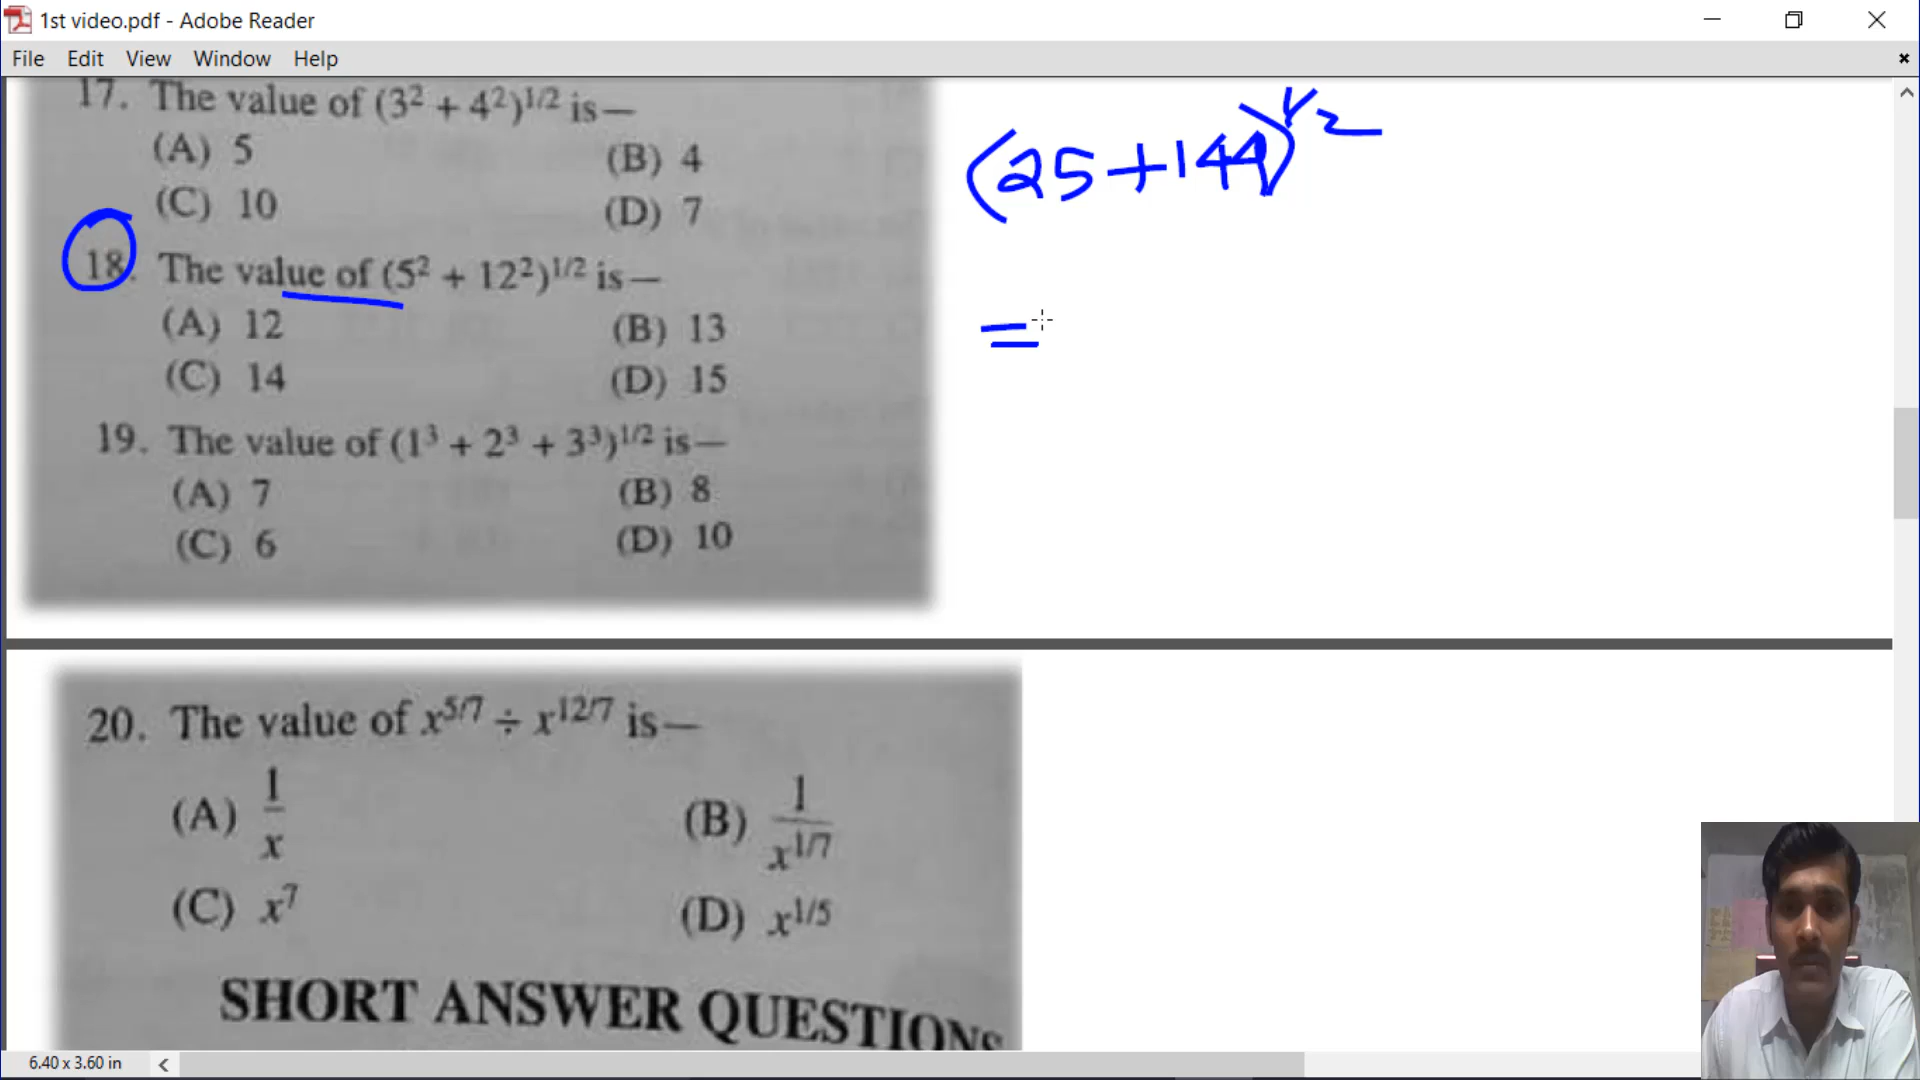 1st video.pdf - Adobe Reader
File Edit View Window Help
17. The value of (3² + 4²)^1/2 is—
(A) 5 (B) 4
(C) 10 (D) 7
18. The value of (5² + 12²)^1/2 is—
(A) 12 (B) 13
(C) 14 (D) 15
19. The value of (1³ + 2³ + 3³)^1/2 is—
(A) 7 (B) 8
(C) 6 (D) 10
(25+144)^1/2
=
20. The value of x^5/7 ÷ x^12/7 is—
(A) 1/x (B) 1/x^1/7
(C) x⁷ (D) x^1/5
SHORT ANSWER QUESTIONS
6.40 x 3.60 in